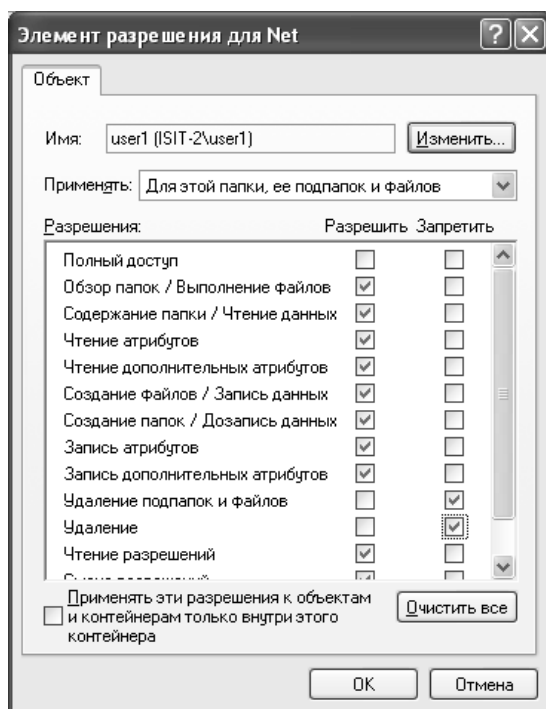 Элемент разрешения для Net
Объект
Имя: user1 (ISIT-2\user1) Изменить...
Применять: Для этой папки, ее подпапок и файлов
Разрешения: Разрешить Запретить
Полный доступ
Обзор папок / Выполнение файлов
Содержание папки / Чтение данных
Чтение атрибутов
Чтение дополнительных атрибутов
Создание файлов / Запись данных
Создание папок / Дозапись данных
Запись атрибутов
Запись дополнительных атрибутов
Удаление подпапок и файлов
Удаление
Чтение разрешений
Применять эти разрешения к объектам
и контейнерам только внутри этого
контейнера
Очистить все
OK Отмена